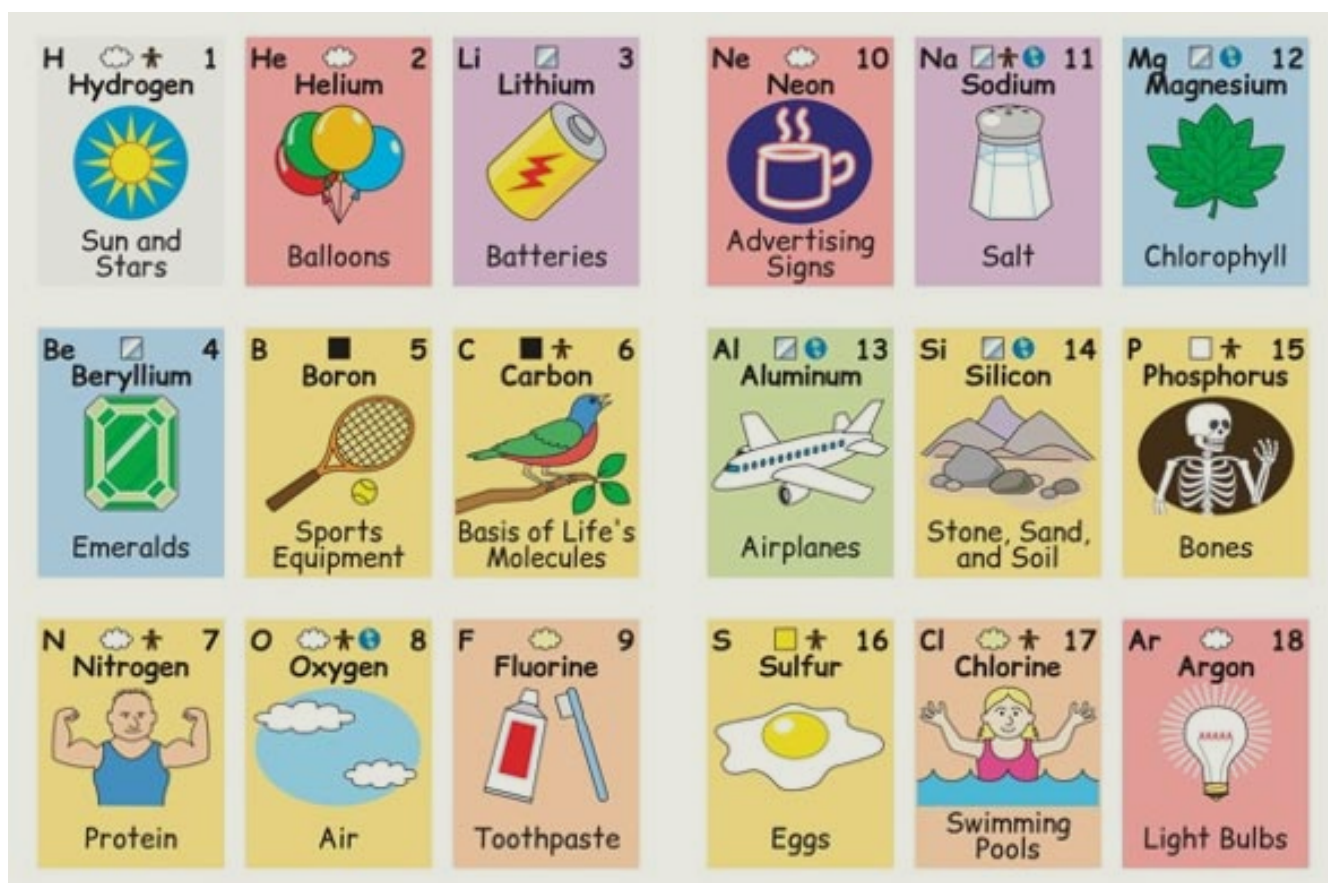 H 1
Hydrogen
Sun and
Stars
He 2
Helium
Balloons
Li 3
Lithium
Batteries
Be 4
Beryllium
Emeralds
B 5
Boron
Sports
Equipment
C 6
Carbon
Basis of Life's
Molecules
N 7
Nitrogen
Protein
O 8
Oxygen
Air
F 9
Fluorine
Toothpaste
Ne 10
Neon
Advertising
Signs
Na 11
Sodium
Salt
Mg 12
Magnesium
Chlorophyll
Al 13
Aluminum
Airplanes
Si 14
Silicon
Stone, Sand,
and Soil
P 15
Phosphorus
Bones
S 16
Sulfur
Eggs
Cl 17
Chlorine
Swimming
Pools
Ar 18
Argon
Light Bulbs